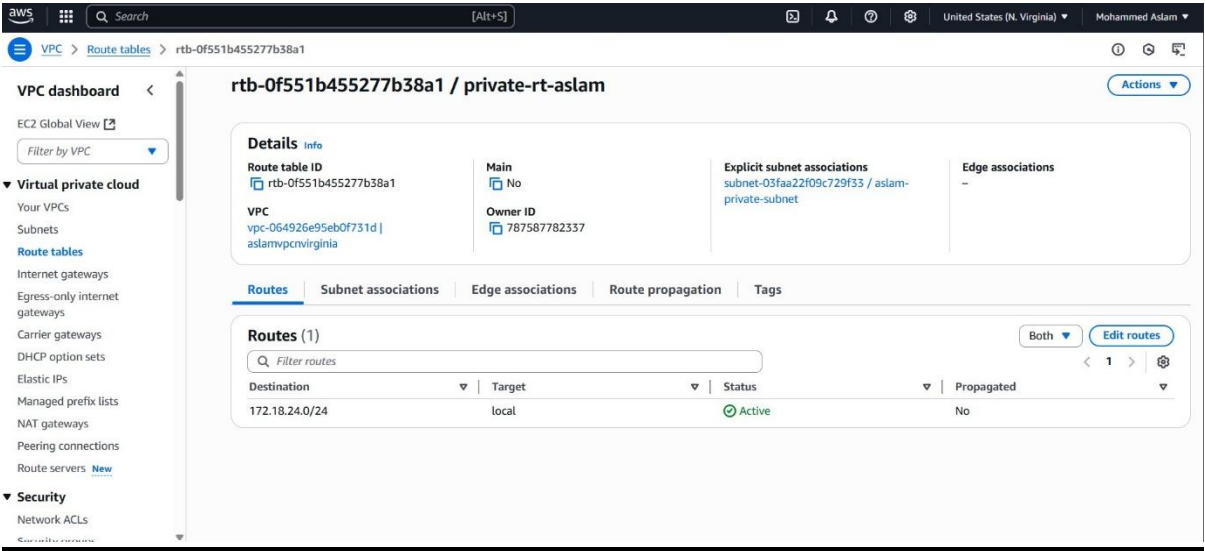 aws
Search
[Alt+S]
United States (N. Virginia)
Mohammed Aslam
VPC > Route tables > rtb-0f551b455277b38a1
VPC dashboard
EC2 Global View
Filter by VPC
Virtual private cloud
Your VPCs
Subnets
Route tables
Internet gateways
Egress-only internet
gateways
Carrier gateways
DHCP option sets
Elastic IPs
Managed prefix lists
NAT gateways
Peering connections
Route servers New
Security
Network ACLs
Security groups
rtb-0f551b455277b38a1 / private-rt-aslam
Actions
Details Info
Route table ID
rtb-0f551b455277b38a1
Main
No
Explicit subnet associations
subnet-03faa22f09c729f33 / aslam-
private-subnet
Edge associations
–
VPC
vpc-064926e95eb0f731d |
aslamvpcnvirginia
Owner ID
787587782337
Routes
Subnet associations
Edge associations
Route propagation
Tags
Routes (1)
Both
Edit routes
Filter routes
1
Destination
Target
Status
Propagated
172.18.24.0/24
local
Active
No